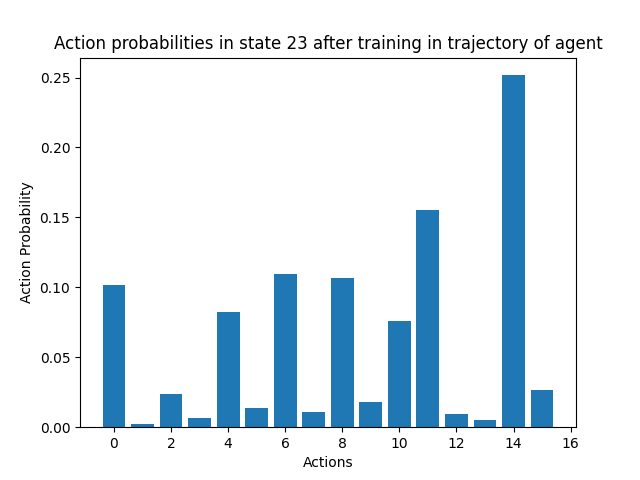 Action probabilities in state 23 after training in trajectory of agent
0.25
0.20
0.15
0.10
0.05
0.00
Action Probability
0 2 4 6 8 10 12 14 16
Actions